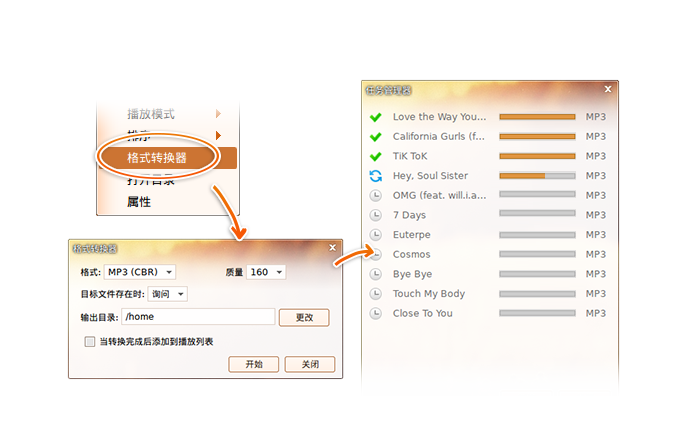 播放模式
排序
格式转换器
打开目录
属性
格式转换器
格式: MP3 (CBR) 质量 160
目标文件存在时: 询问
输出目录: /home 更改
当转换完成后添加到播放列表
开始 关闭
任务管理器
Love the Way You... MP3
California Gurls (f... MP3
TiK ToK MP3
Hey, Soul Sister MP3
OMG (feat. will.i.a... MP3
7 Days MP3
Euterpe MP3
Cosmos MP3
Bye Bye MP3
Touch My Body MP3
Close To You MP3